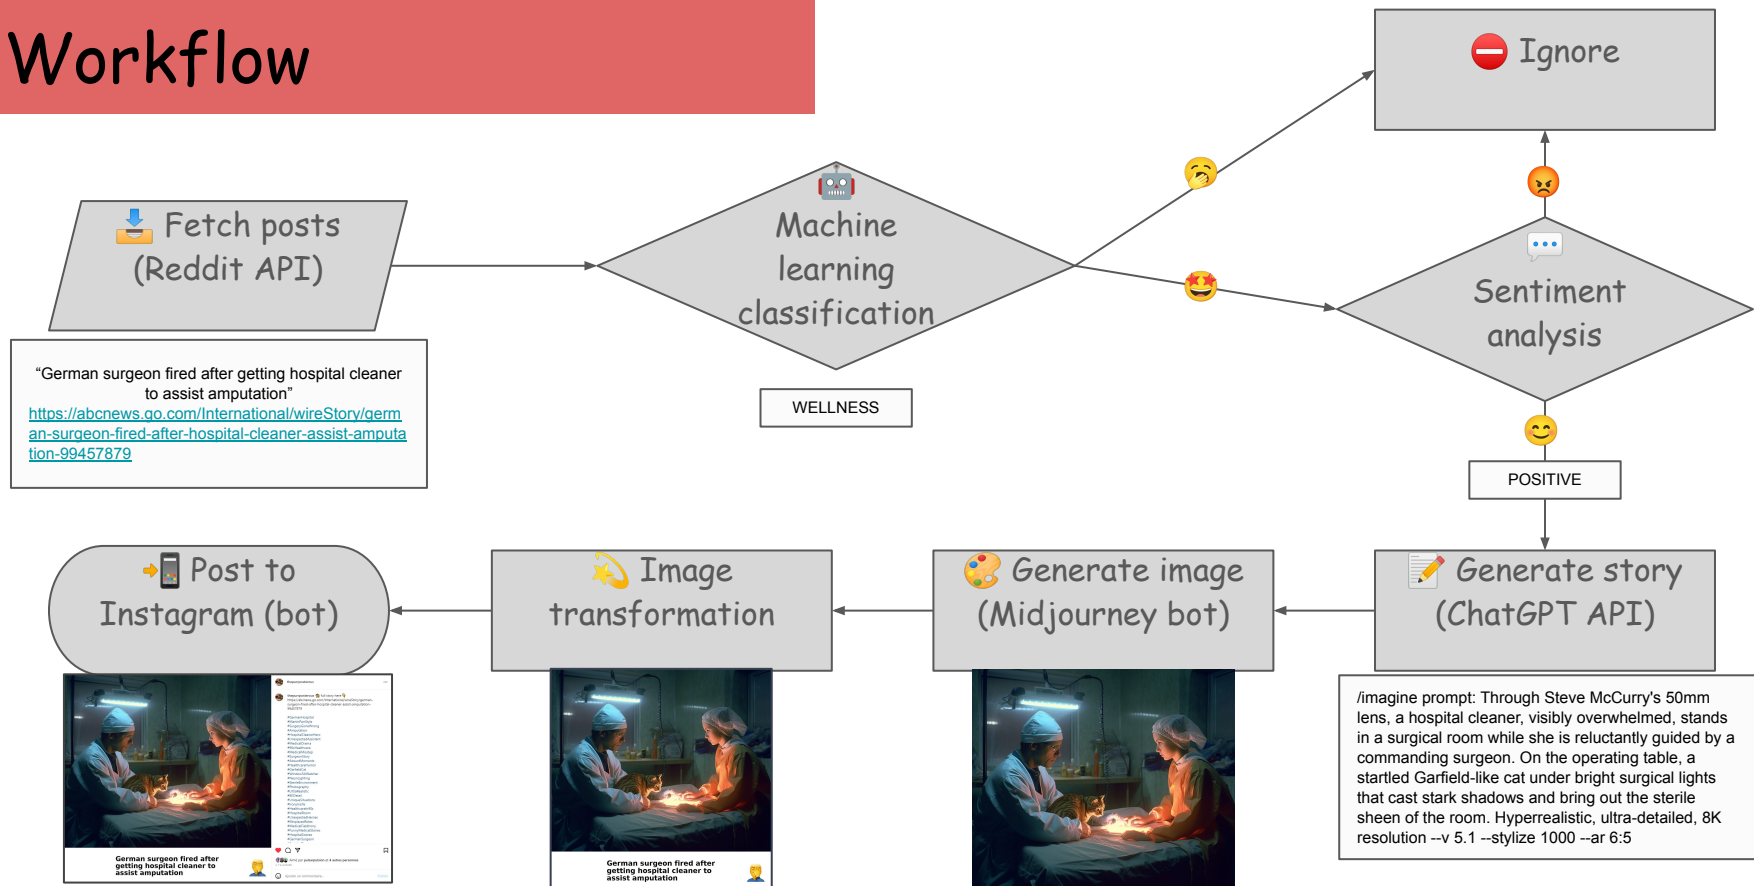 Workflow
Ignore
Fetch posts
(Reddit API)
Machine
learning
classification
Sentiment
analysis
“German surgeon fired after getting hospital cleaner
to assist amputation”
https://abcnews.go.com/International/wireStory/germ
an-surgeon-fired-after-hospital-cleaner-assist-amputa
tion-99457879
WELLNESS
POSITIVE
Post to
Instagram (bot)
Image
transformation
Generate image
(Midjourney bot)
Generate story
(ChatGPT API)
/imagine prompt: Through Steve McCurry's 50mm
lens, a hospital cleaner, visibly overwhelmed, stands
in a surgical room while she is reluctantly guided by a
commanding surgeon. On the operating table, a
startled Garfield-like cat under bright surgical lights
that cast stark shadows and bring out the sterile
sheen of the room. Hyperrealistic, ultra-detailed, 8K
resolution --v 5.1 --stylize 1000 --ar 6:5
German surgeon fired after
getting hospital cleaner to
assist amputation
German surgeon fired after
getting hospital cleaner to
assist amputation